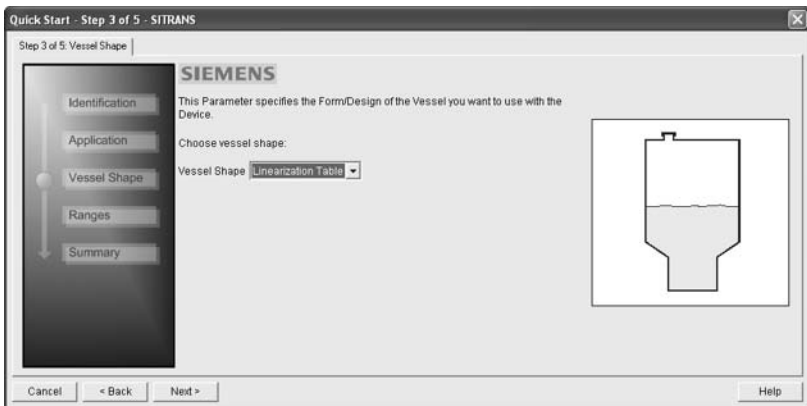 Quick Start - Step 3 of 5 - SITRANS
Step 3 of 5: Vessel Shape
SIEMENS
Identification
Application
Vessel Shape
Ranges
Summary
This Parameter specifies the Form/Design of the Vessel you want to use with the
Device.
Choose vessel shape:
Vessel Shape Linearization Table
Cancel
< Back
Next >
Help